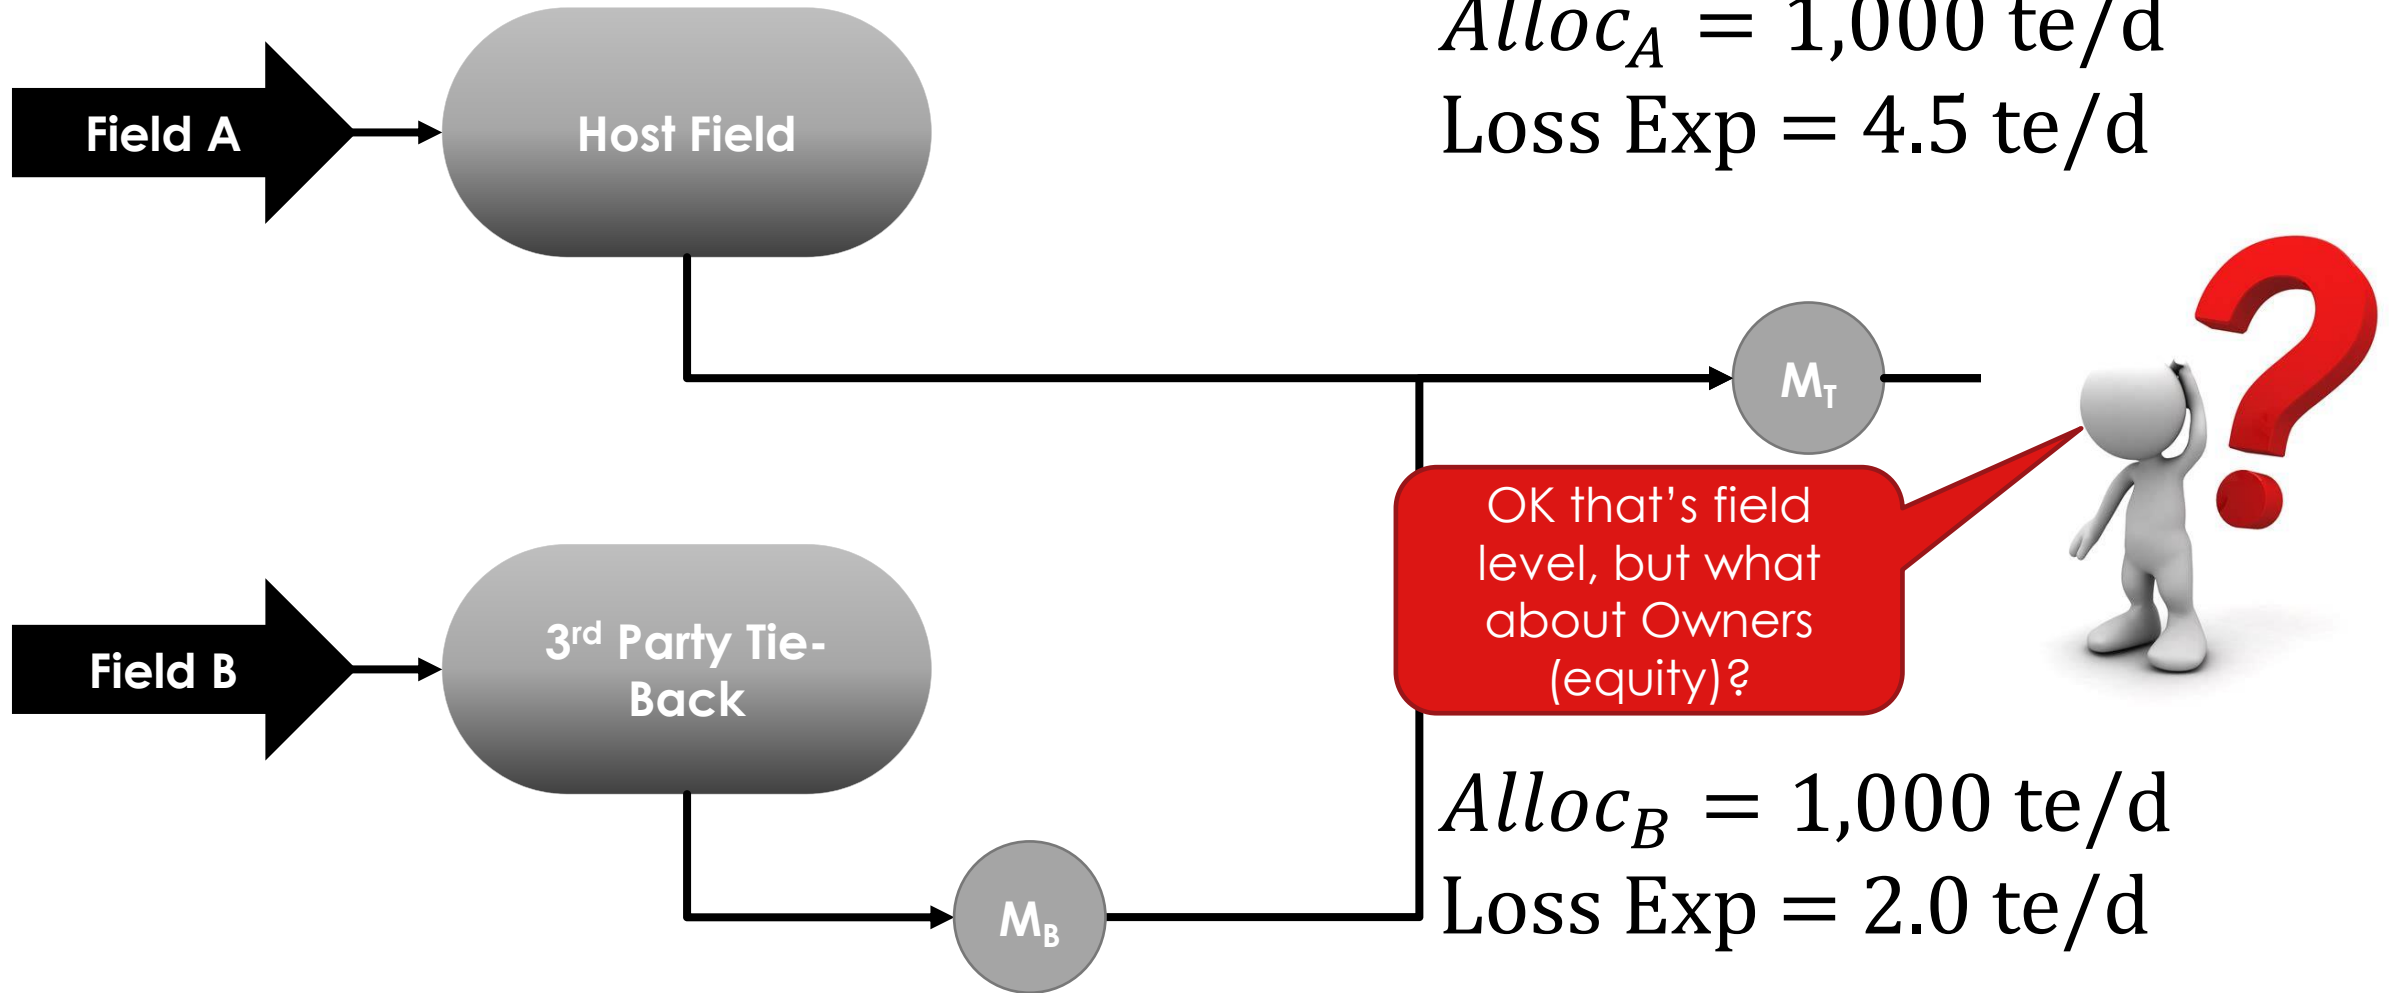 Alloc_A = 1,000 te/d
Loss Exp = 4.5 te/d
Field A
Host Field
M_T
OK that's field
level, but what
about Owners
(equity)?
Field B
3rd Party Tie-
Back
M_B
Alloc_B = 1,000 te/d
Loss Exp = 2.0 te/d